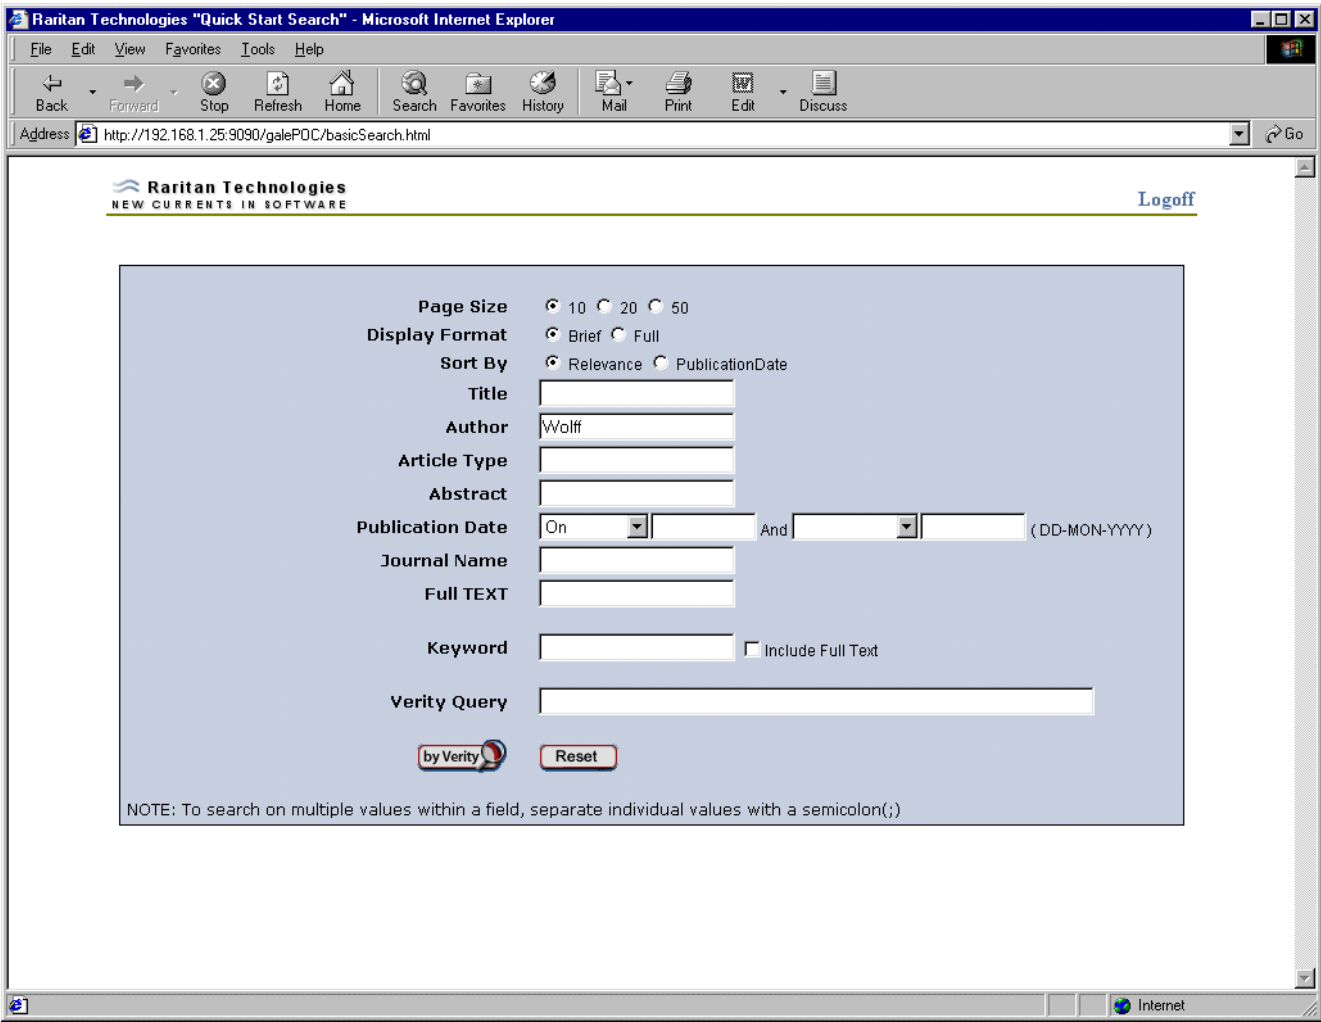 Raritan Technologies "Quick Start Search" - Microsoft Internet Explorer
File Edit View Favorites Tools Help
Back Forward Stop Refresh Home Search Favorites History Mail Print Edit Discuss
Address http://192.168.1.25:9090/galePOC/basicSearch.html Go
Raritan Technologies
NEW CURRENTS IN SOFTWARE
Logoff
Page Size 10 20 50
Display Format Brief Full
Sort By Relevance PublicationDate
Title
Author Wolff
Article Type
Abstract
Publication Date On And (DD-MON-YYYY)
Journal Name
Full TEXT
Keyword Include Full Text
Verity Query
by Verity Reset
NOTE: To search on multiple values within a field, separate individual values with a semicolon(;)
Internet